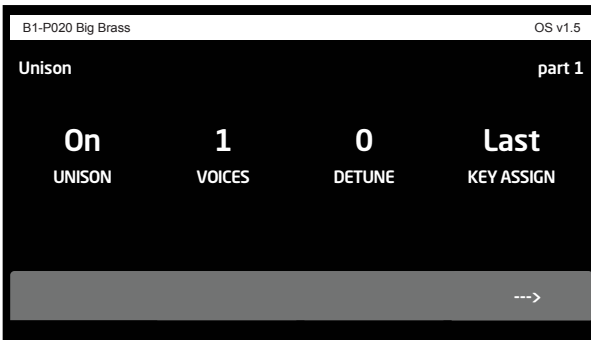 B1-P020 Big Brass OS v1.5
Unison part 1
On 1 0 Last
UNISON VOICES DETUNE KEY ASSIGN
--->